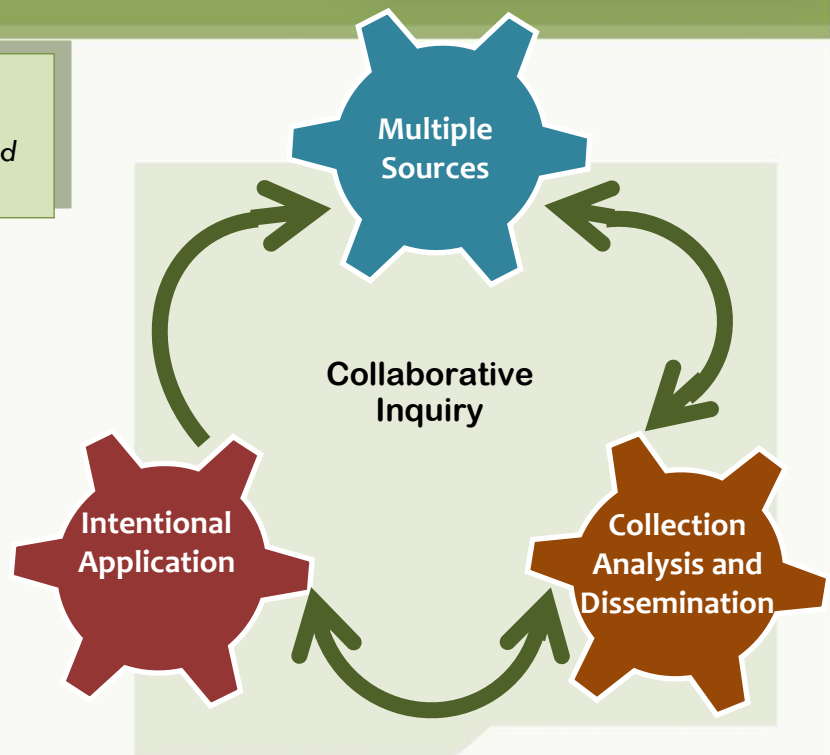 Multiple
Sources
Collaborative
Inquiry
Intentional
Application
Collection
Analysis and
Dissemination